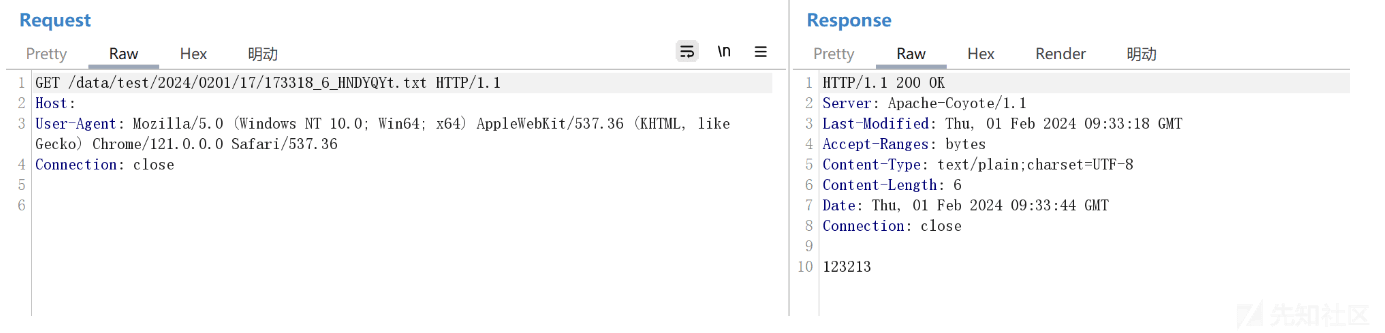 Request
Pretty Raw Hex 明动 \n
1 GET /data/test/2024/0201/17/173318_6_HNDYQYt.txt HTTP/1.1
2 Host:
3 User-Agent: Mozilla/5.0 (Windows NT 10.0; Win64; x64) AppleWebKit/537.36 (KHTML, like
Gecko) Chrome/121.0.0.0 Safari/537.36
4 Connection: close
5
6
Response
Pretty Raw Hex Render 明动
1 HTTP/1.1 200 OK
2 Server: Apache-Coyote/1.1
3 Last-Modified: Thu, 01 Feb 2024 09:33:18 GMT
4 Accept-Ranges: bytes
5 Content-Type: text/plain;charset=UTF-8
6 Content-Length: 6
7 Date: Thu, 01 Feb 2024 09:33:44 GMT
8 Connection: close
9
10 123213
先知社区